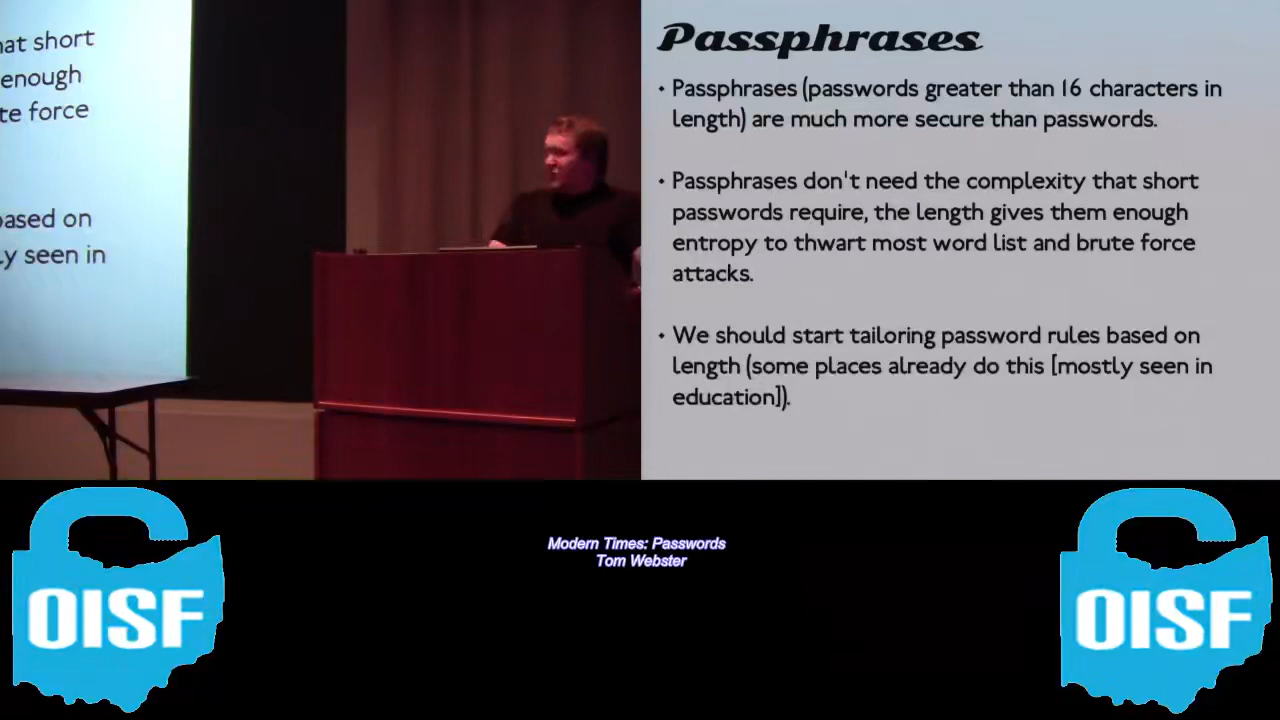 hat short
enough
te force
based on
ly seen in
Passphrases
• Passphrases (passwords greater than 16 characters in
length) are much more secure than passwords.
• Passphrases don't need the complexity that short
passwords require, the length gives them enough
entropy to thwart most word list and brute force
attacks.
• We should start tailoring password rules based on
length (some places already do this [mostly seen in
education]).
Modern Times: Passwords
Tom Webster
OISF
OISF